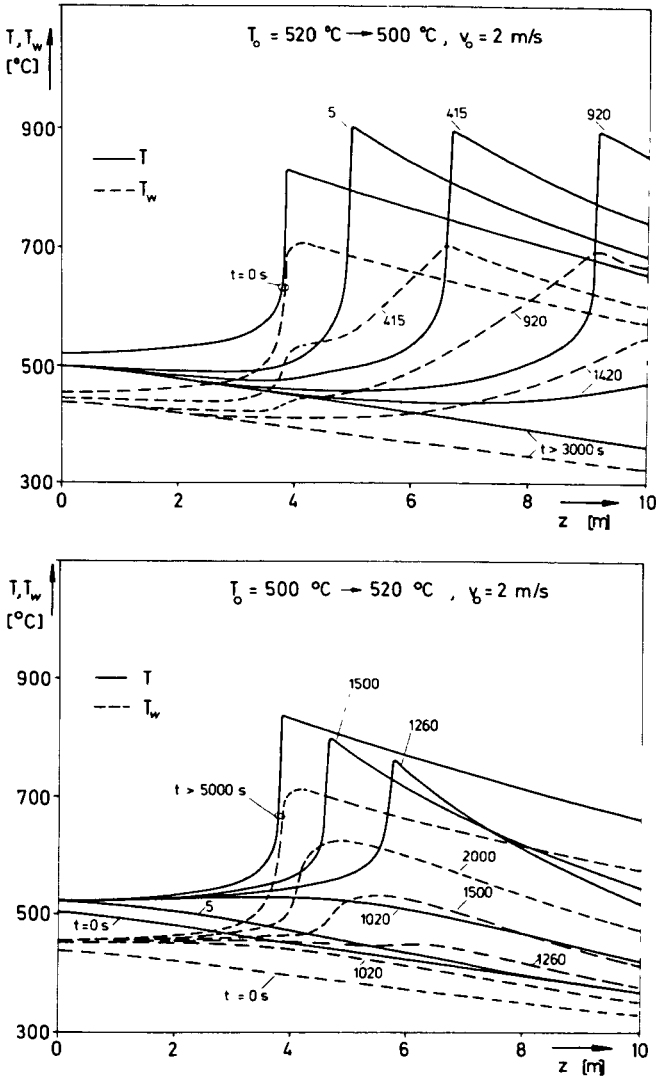 T, T_w [°C]
T_o = 520 °C → 500 °C , v_o = 2 m/s
5
415
920
900
T
T_w
700
t = 0 s
415
920
500
1420
t > 3000 s
300
0 2 4 6 8 10
z [m]
T, T_w [°C]
T_o = 500 °C → 520 °C , v_o = 2 m/s
900
T
T_w
1500
1260
t > 5000 s
700
2000
1500
5
500
t = 0 s
1020
1260
1020
t = 0 s
300
0 2 4 6 8 10
z [m]